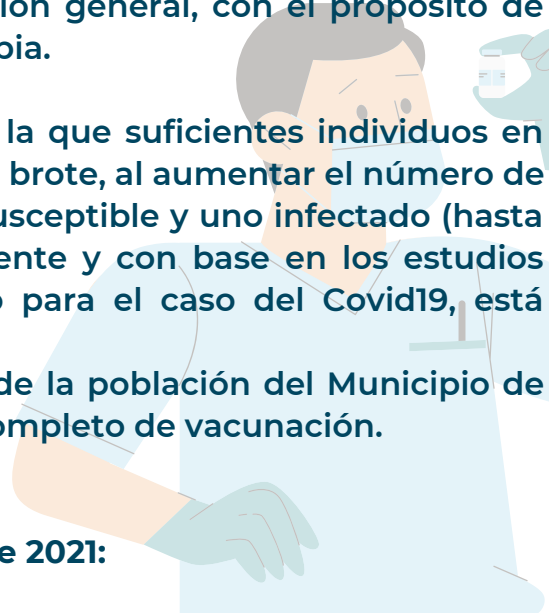 ión general, con el propósito de
bia.
la que suficientes individuos en
brote, al aumentar el número de
usceptible y uno infectado (hasta
ente y con base en los estudios
para el caso del Covid19, está
de la población del Municipio de
ompleto de vacunación.
e 2021: